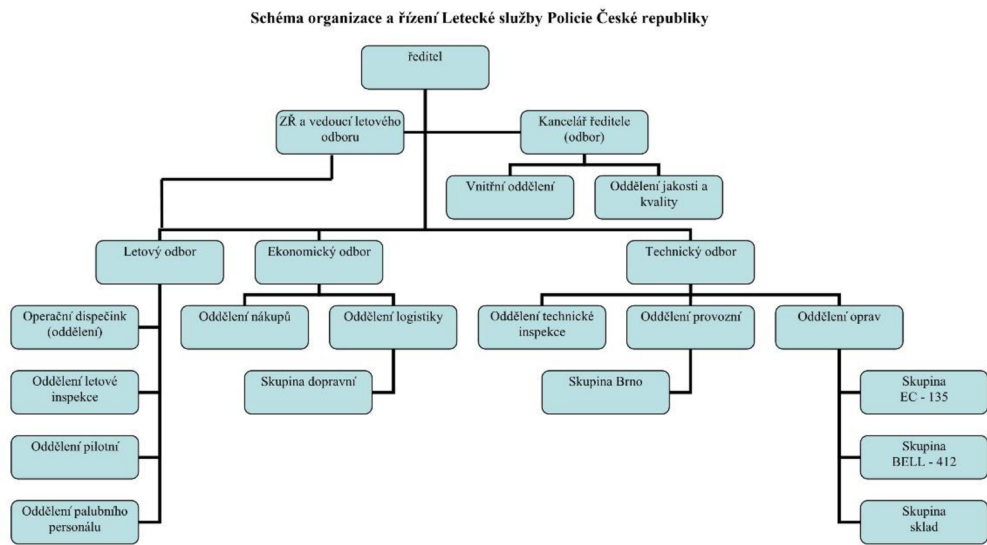 Schéma organizace a řízení Letecké služby Policie České republiky
ředitel
ZŘ a vedoucí letového
odboru
Kancelář ředitele
(odbor)
Vnitřní oddělení
Oddělení jakosti a
kvality
Letový odbor
Ekonomický odbor
Technický odbor
Operační dispečink
(oddělení)
Oddělení nákupů
Oddělení logistiky
Oddělení technické
inspekce
Oddělení provozní
Oddělení oprav
Oddělení letové
inspekce
Skupina dopravní
Skupina Brno
Skupina
EC - 135
Oddělení pilotní
Skupina
BELL - 412
Oddělení palubního
personálu
Skupina
sklad